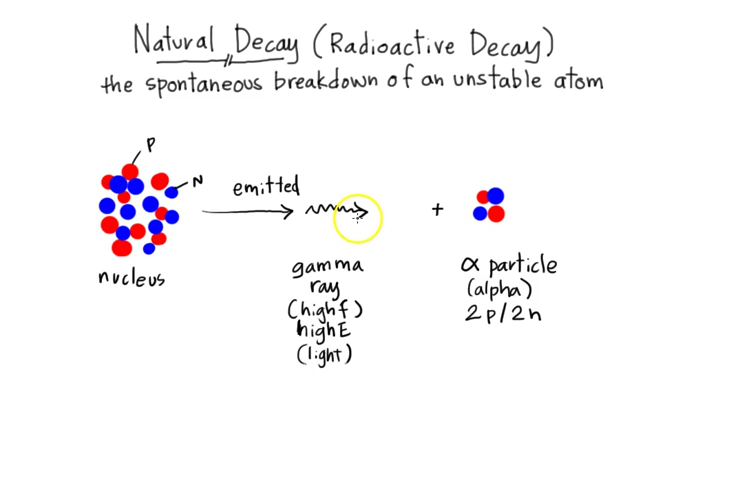 Natural Decay (Radioactive Decay)
the spontaneous breakdown of an unstable atom
P
N
emitted
+
nucleus
gamma
ray
(high f)
high E
(light)
α particle
(alpha)
2p/2n